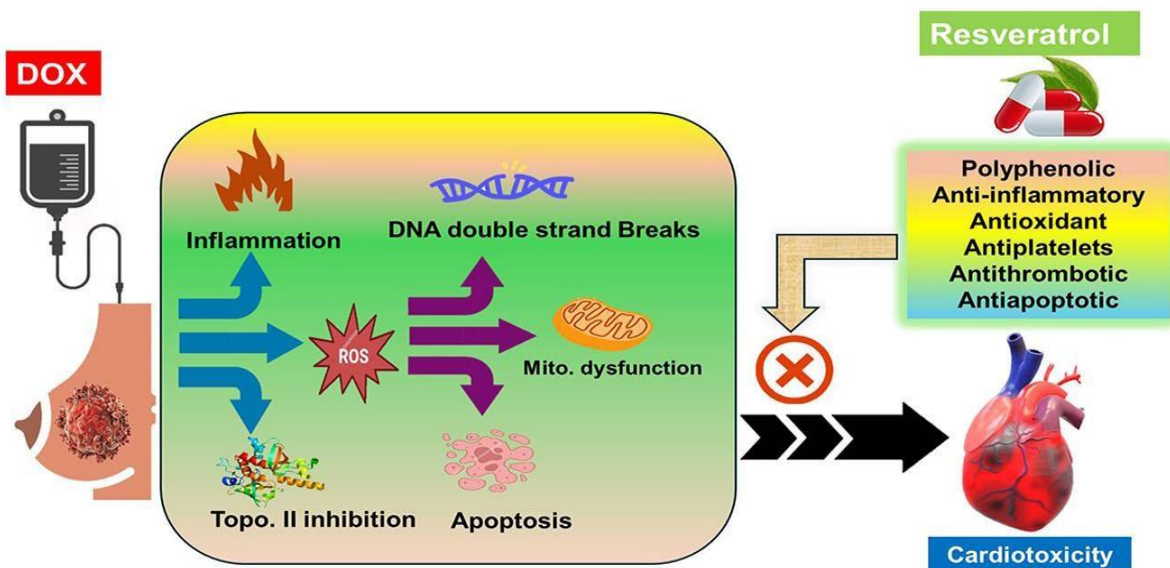 DOX
Resveratrol
Polyphenolic
Anti-inflammatory
Antioxidant
Antiplatelets
Antithrombotic
Antiapoptotic
Inflammation
DNA double strand Breaks
ROS
Mito. dysfunction
Topo. II inhibition
Apoptosis
Cardiotoxicity